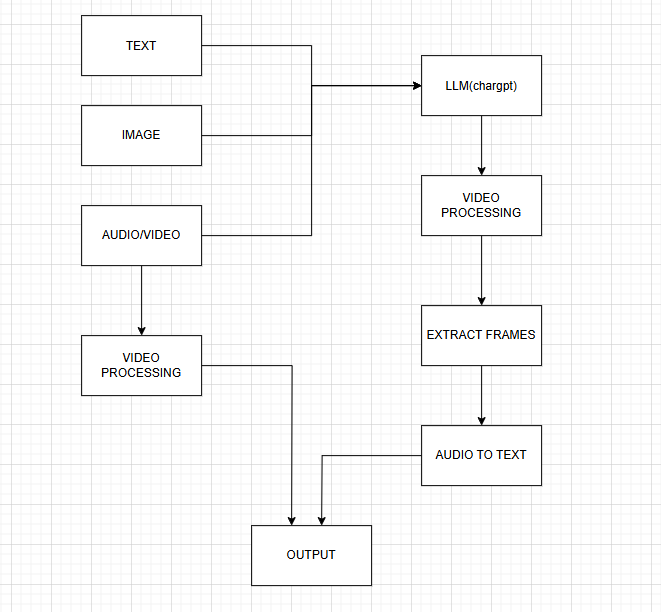 TEXT
LLM(chargpt)
IMAGE
VIDEO
PROCESSING
AUDIO/VIDEO
EXTRACT FRAMES
VIDEO
PROCESSING
AUDIO TO TEXT
OUTPUT